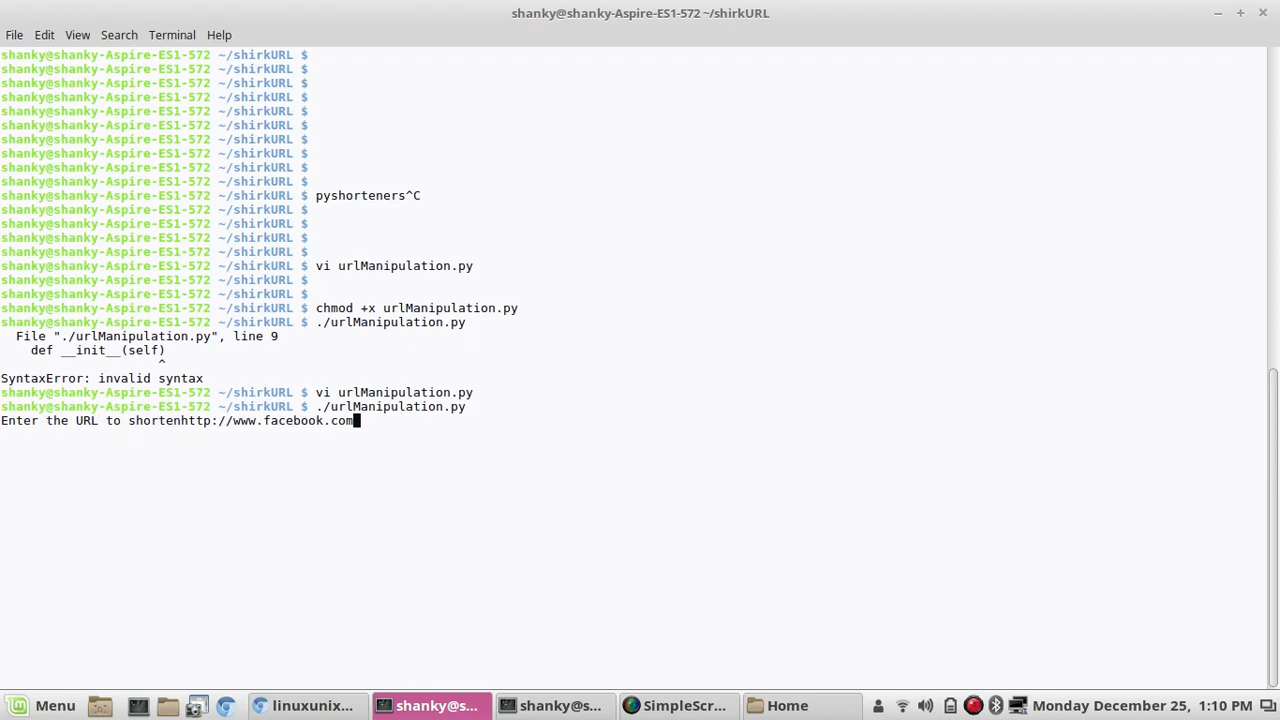 shanky@shanky-Aspire-ES1-572 ~/shirkURL
File Edit View Search Terminal Help
shanky@shanky-Aspire-ES1-572 ~/shirkURL $
shanky@shanky-Aspire-ES1-572 ~/shirkURL $
shanky@shanky-Aspire-ES1-572 ~/shirkURL $
shanky@shanky-Aspire-ES1-572 ~/shirkURL $
shanky@shanky-Aspire-ES1-572 ~/shirkURL $
shanky@shanky-Aspire-ES1-572 ~/shirkURL $
shanky@shanky-Aspire-ES1-572 ~/shirkURL $
shanky@shanky-Aspire-ES1-572 ~/shirkURL $
shanky@shanky-Aspire-ES1-572 ~/shirkURL $
shanky@shanky-Aspire-ES1-572 ~/shirkURL $
shanky@shanky-Aspire-ES1-572 ~/shirkURL $ pyshorteners^C
shanky@shanky-Aspire-ES1-572 ~/shirkURL $
shanky@shanky-Aspire-ES1-572 ~/shirkURL $
shanky@shanky-Aspire-ES1-572 ~/shirkURL $
shanky@shanky-Aspire-ES1-572 ~/shirkURL $
shanky@shanky-Aspire-ES1-572 ~/shirkURL $ vi urlManipulation.py
shanky@shanky-Aspire-ES1-572 ~/shirkURL $
shanky@shanky-Aspire-ES1-572 ~/shirkURL $
shanky@shanky-Aspire-ES1-572 ~/shirkURL $ chmod +x urlManipulation.py
shanky@shanky-Aspire-ES1-572 ~/shirkURL $ ./urlManipulation.py
  File "./urlManipulation.py", line 9
    def __init__(self)
                     ^
SyntaxError: invalid syntax
shanky@shanky-Aspire-ES1-572 ~/shirkURL $ vi urlManipulation.py
shanky@shanky-Aspire-ES1-572 ~/shirkURL $ ./urlManipulation.py
Enter the URL to shortenhttp://www.facebook.com
Menu linuxunix... shanky@s... shanky@s... SimpleScr... Home Monday December 25, 1:10 PM